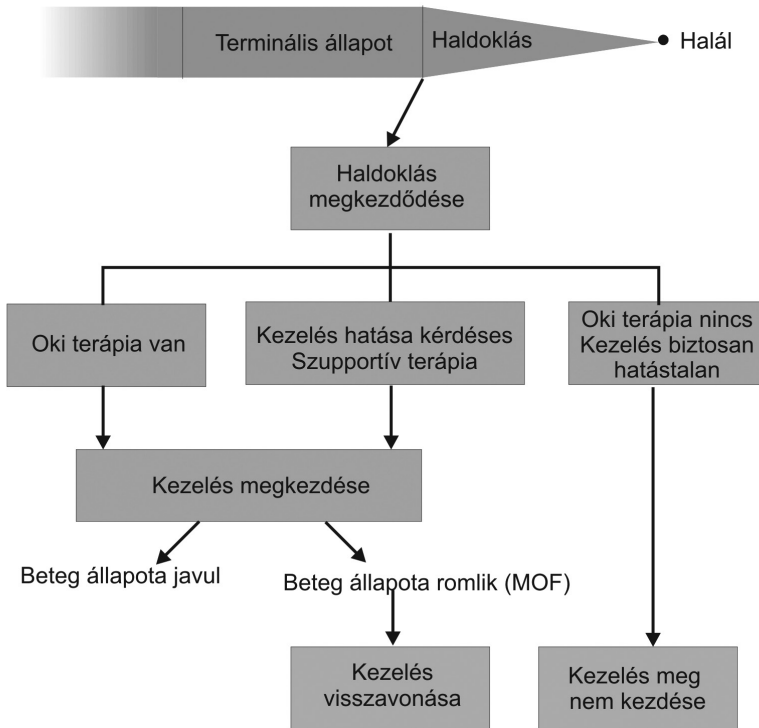 Terminális állapot
Haldoklás
Halál
Haldoklás
megkezdődése
Oki terápia van
Kezelés hatása kérdéses
Szupportív terápia
Oki terápia nincs
Kezelés biztosan
hatástalan
Kezelés megkezdése
Beteg állapota javul
Beteg állapota romlik (MOF)
Kezelés
visszavonása
Kezelés meg
nem kezdése